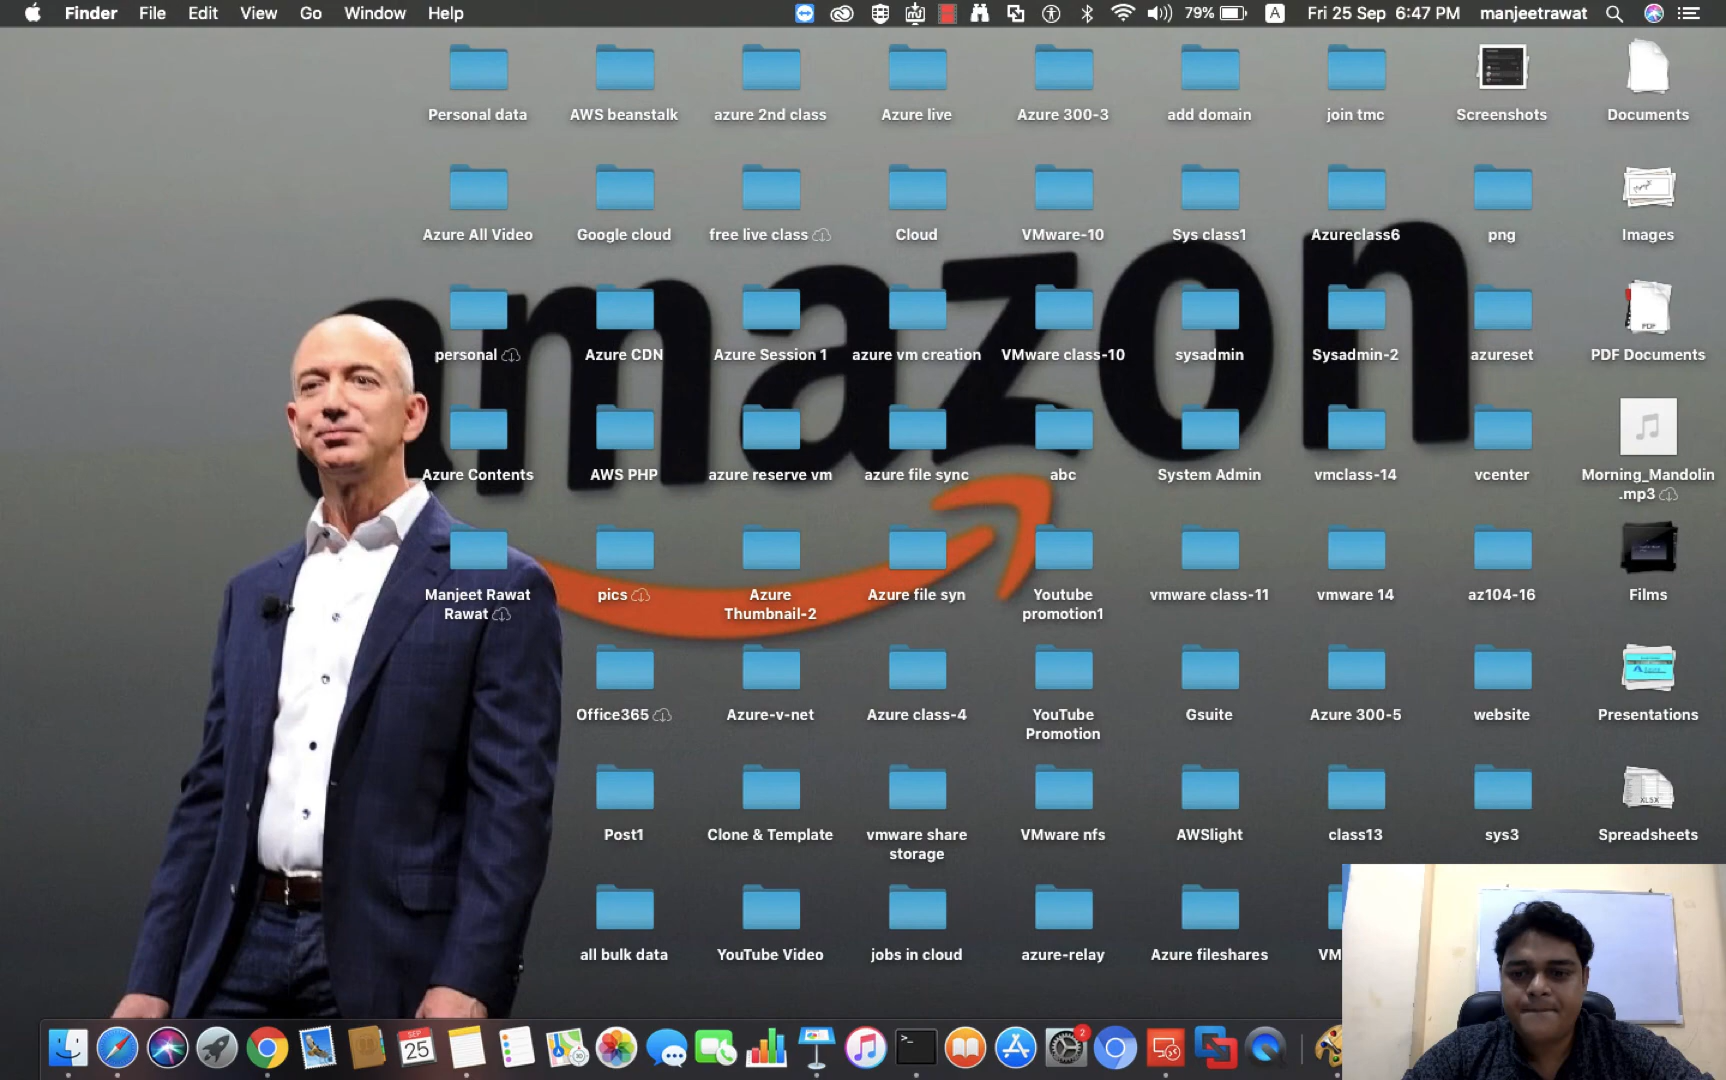 Finder File Edit View Go Window Help
79% A Fri 25 Sep 6:47 PM manjeetrawat
Personal data AWS beanstalk azure 2nd class Azure live Azure 300-3 add domain join tmc Screenshots Documents
Azure All Video Google cloud free live class Cloud VMware-10 Sys class1 Azureclass6 png Images
amazon
personal Azure CDN Azure Session 1 azure vm creation VMware class-10 sysadmin Sysadmin-2 azureset PDF Documents
PDF
Azure Contents AWS PHP azure reserve vm azure file sync abc System Admin vmclass-14 vcenter Morning_Mandolin
.mp3
Manjeet Rawat pics Azure Azure file syn Youtube vmware class-11 vmware 14 az104-16 Films
Rawat Thumbnail-2 promotion1
Office365 Azure-v-net Azure class-4 YouTube Gsuite Azure 300-5 website Presentations
Promotion
XLSX
Post1 Clone & Template vmware share VMware nfs AWSlight class13 sys3 Spreadsheets
storage
all bulk data YouTube Video jobs in cloud azure-relay Azure fileshares VM
SEP
25
2